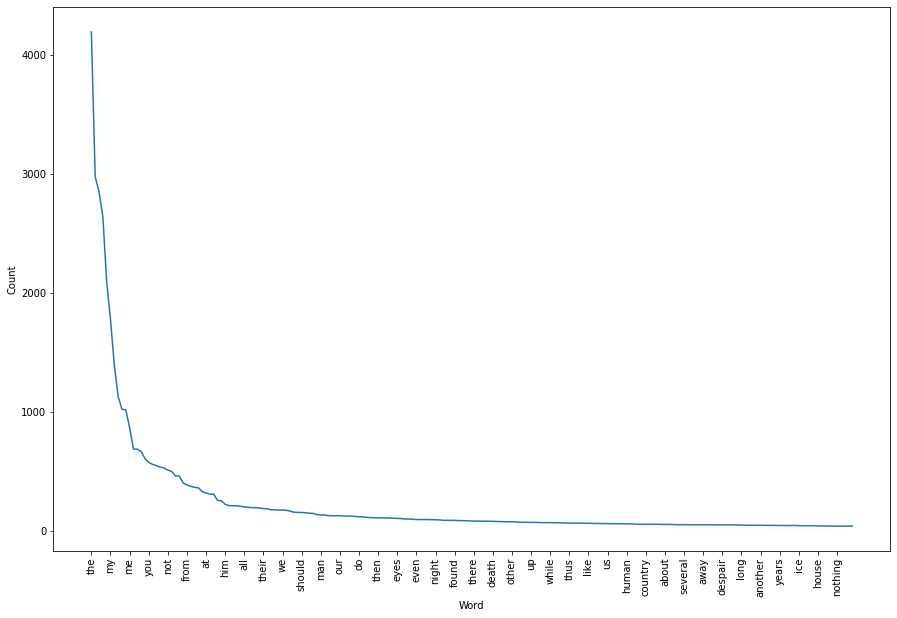 4000
3000
2000
1000
0
Count
the
my
me
you
not
from
at
him
all
their
we
should
man
our
do
then
eyes
even
night
found
there
death
other
up
while
thus
like
us
human
country
about
several
away
despair
long
another
years
ice
house
nothing
Word